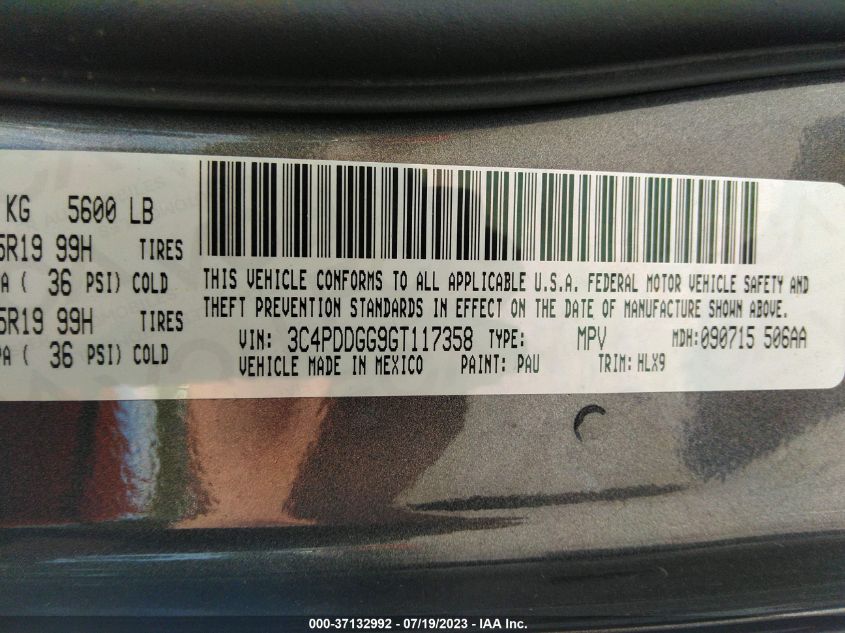 KG 5600 LB
5R19 99H TIRES
PA ( 36 PSI) COLD
5R19 99H TIRES
PA ( 36 PSI) COLD
THIS VEHICLE CONFORMS TO ALL APPLICABLE U.S.A. FEDERAL MOTOR VEHICLE SAFETY AND
THEFT PREVENTION STANDARDS IN EFFECT ON THE DATE OF MANUFACTURE SHOWN ABOVE.
VIN: 3C4PDDGG9GT117358 TYPE: MPV MDH:090715 506AA
VEHICLE MADE IN MEXICO PAINT: PAU TRIM: HLX9
000-37132992 - 07/19/2023 - IAA Inc.